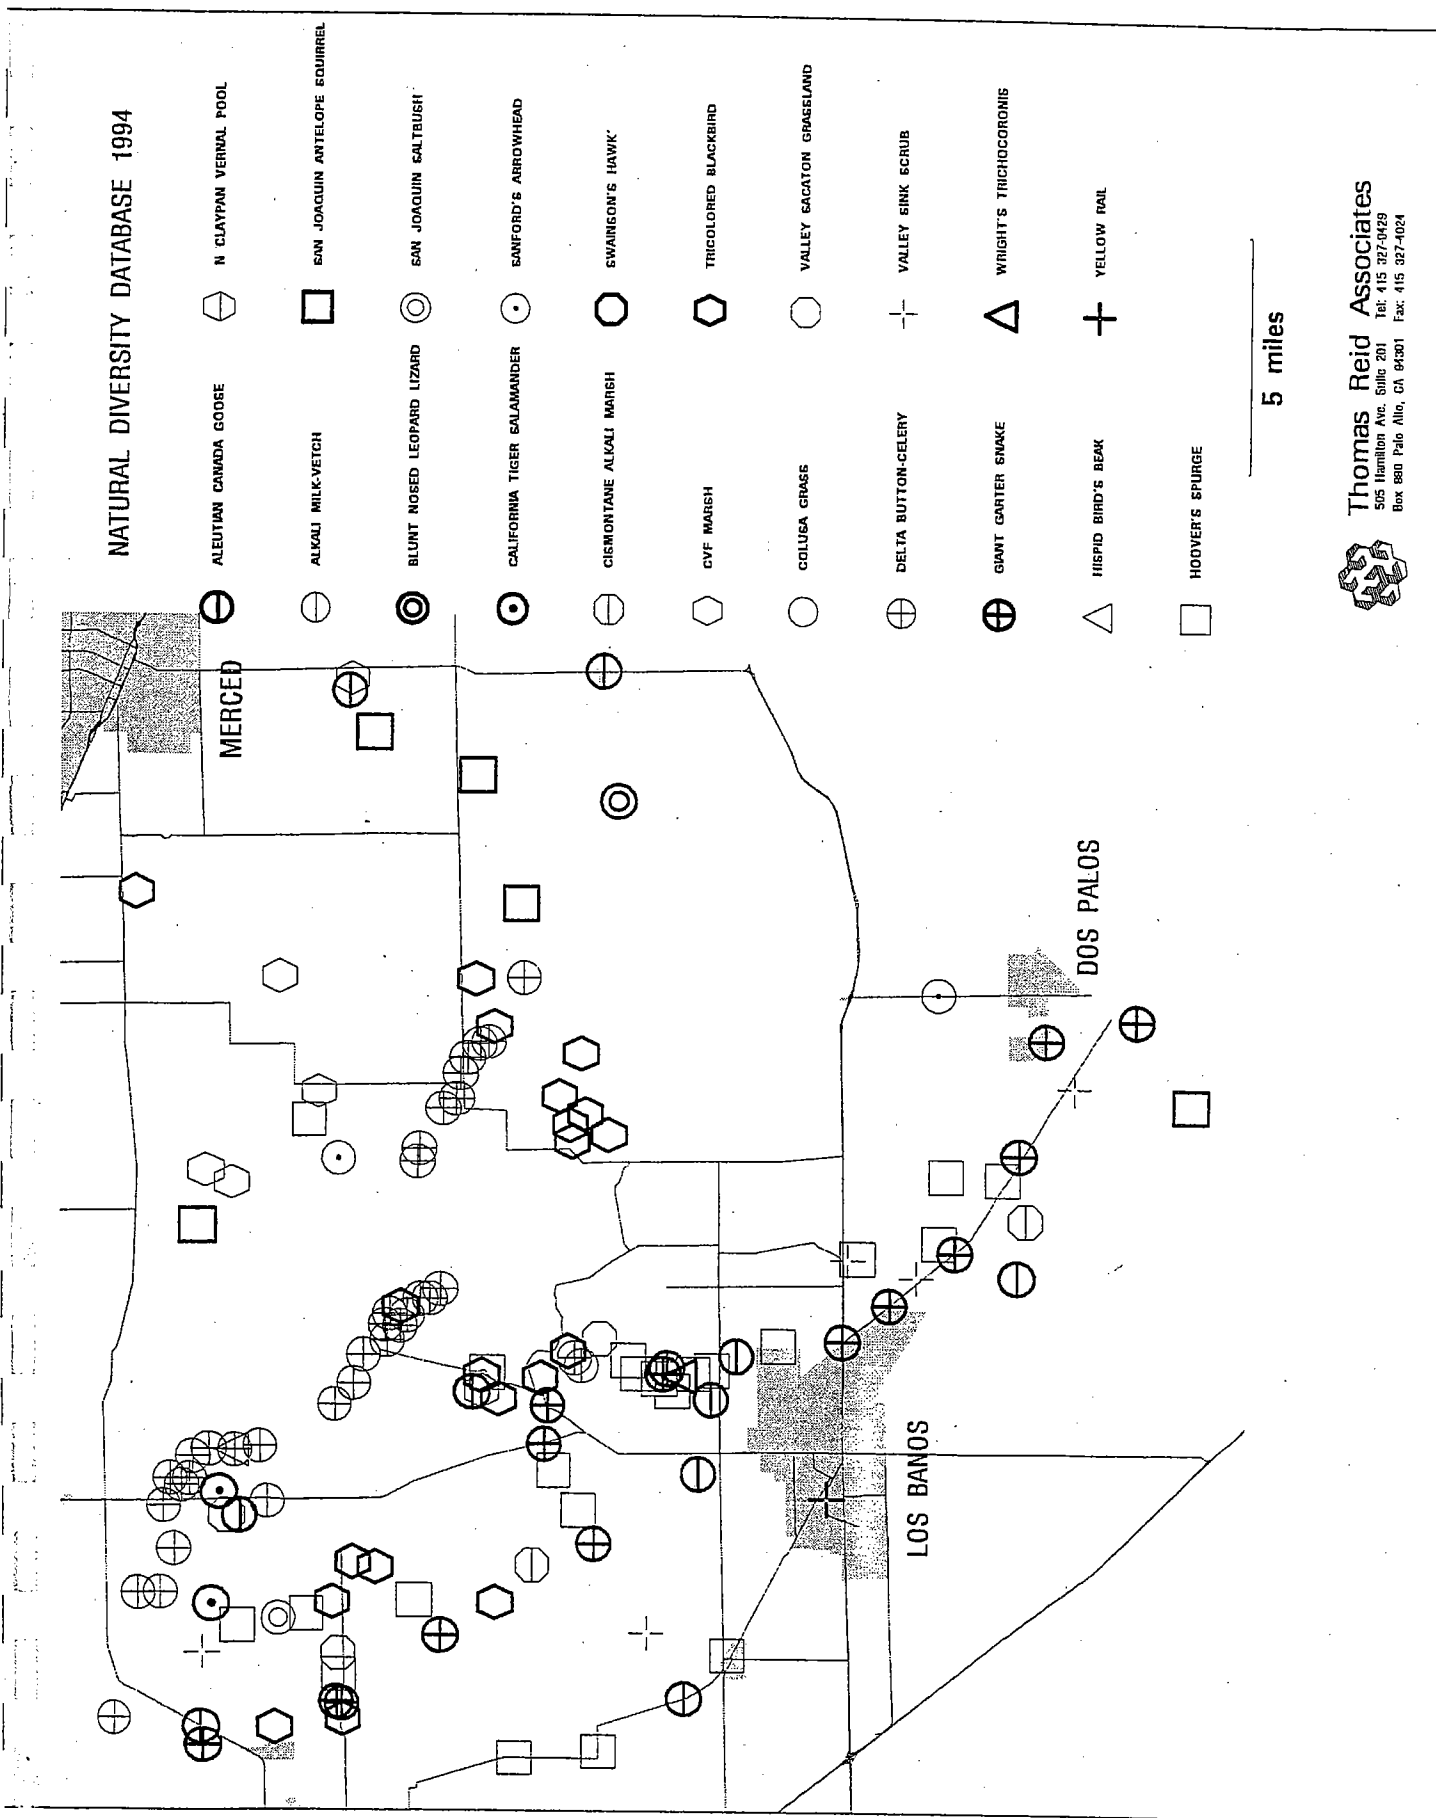 NATURAL DIVERSITY DATABASE 1994
ALEUTIAN CANADA GOOSE
ALKALI MILK-VETCH
BLUNT NOSED LEOPARD LIZARD
CALIFORNIA TIGER SALAMANDER
CISMONTANE ALKALI MARSH
CVF MARSH
COLUSA GRASS
DELTA BUTTON-CELERY
GIANT GARTER SNAKE
HISPID BIRD'S BEAK
HOOVER'S SPURGE
N CLAYPAN VERNAL POOL
SAN JOAQUIN ANTELOPE SQUIRREL
SAN JOAQUIN SALTBUSH
SANFORD'S ARROWHEAD
SWAINSON'S HAWK'
TRICOLORED BLACKBIRD
VALLEY SACATON GRASSLAND
VALLEY SINK SCRUB
WRIGHT'S TRICHOCORONIS
YELLOW RAIL
MERCED
DOS PALOS
LOS BANOS
5 miles
Thomas Reid Associates
505 Hamilton Ave. Suite 201 Tel: 415 327-0429
Box 880 Palo Alto, CA 94301 Fax: 415 327-4024